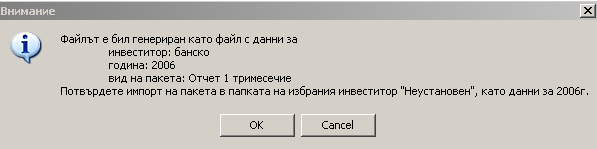 Внимание
Файлът е бил генериран като файл с данни за
инвеститор: банско
година: 2006
вид на пакета: Отчет 1 тримесечие
Потвърдете импорт на пакета в папката на избрания инвеститор "Неустановен", като данни за 2006г.
OK Cancel